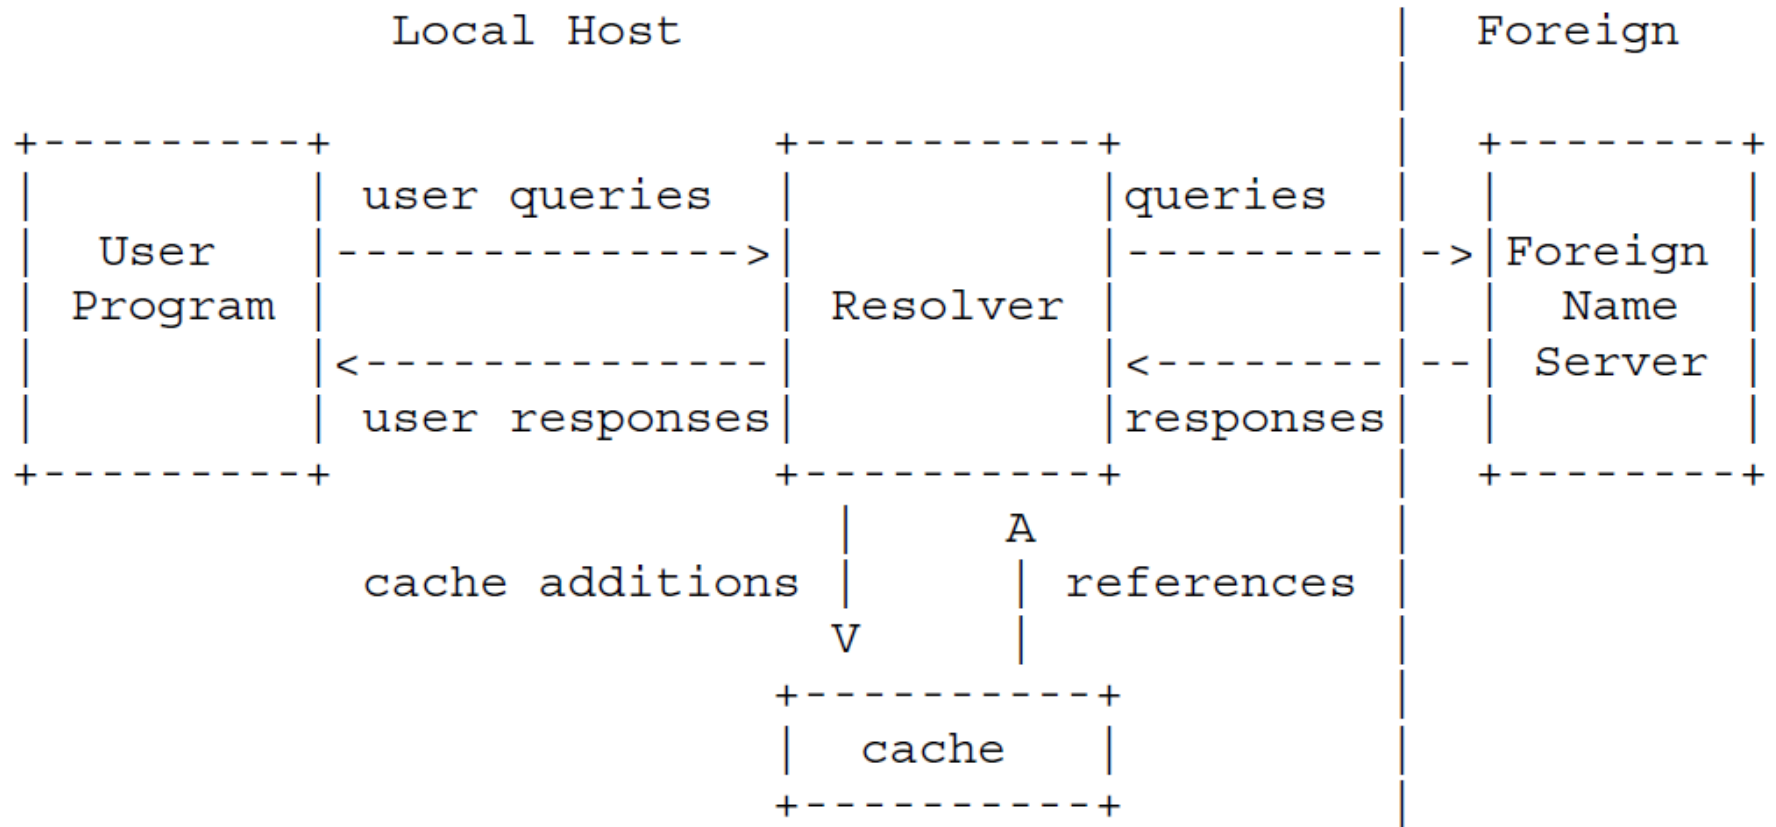 Local Host                        |  Foreign
                                               |
+---------+               +----------+         |  +--------+
|         | user queries  |          |queries  |  |        |
|  User   |-------------->|          |---------|->|Foreign |
| Program |               | Resolver |         |  |  Name  |
|         |<--------------|          |<--------|--| Server |
|         | user responses|          |responses|  |        |
+---------+               +----------+         |  +--------+
                            |     A            |
            cache additions |     | references |
                            V     |            |
                          +----------+         |
                          |  cache   |         |
                          +----------+         |